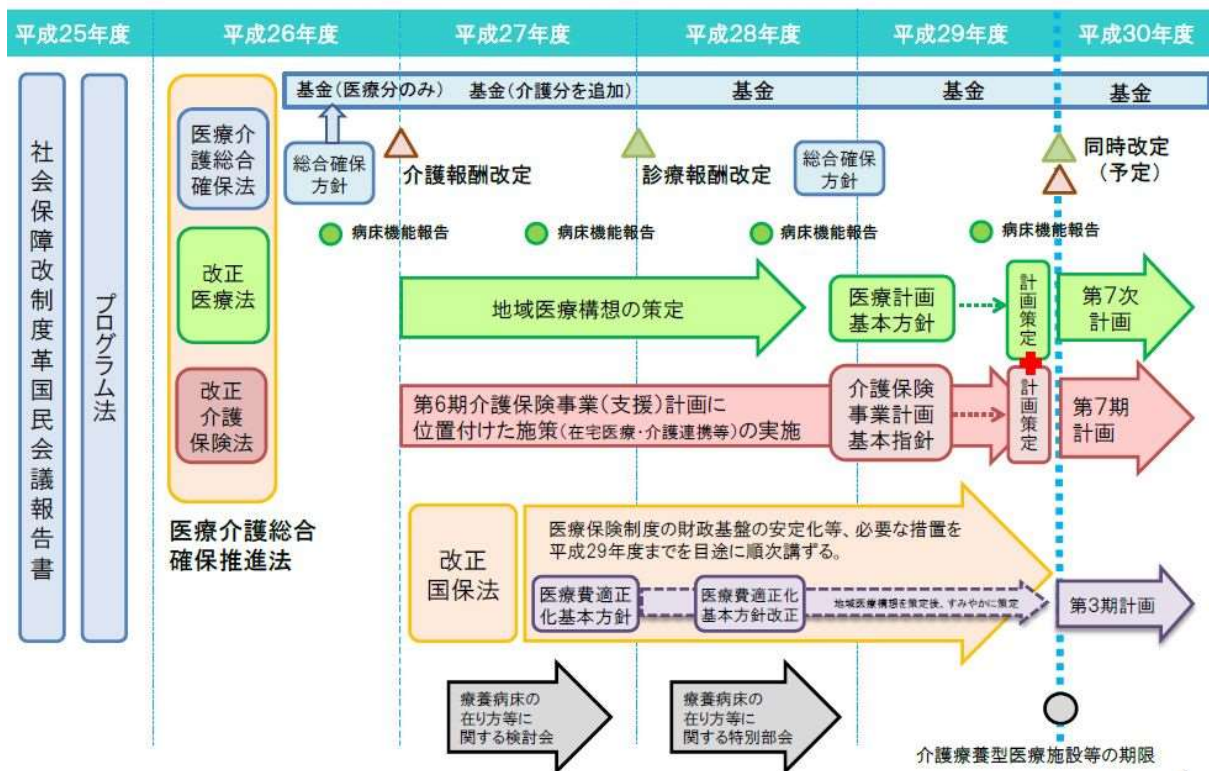 平成25年度
平成26年度
平成27年度
平成28年度
平成29年度
平成30年度
社会保障改制度革国民会議報告書
プログラム法
基金(医療分のみ)
基金(介護分を追加)
基金
基金
基金
医療介
護総合
確保法
総合確保
方針
介護報酬改定
診療報酬改定
総合確保
方針
同時改定
(予定)
病床機能報告
病床機能報告
病床機能報告
病床機能報告
改正
医療法
地域医療構想の策定
医療計画
基本方針
計画策定
第7次
計画
改正
介護
保険法
第6期介護保険事業(支援)計画に
位置付けた施策(在宅医療・介護連携等)の実施
介護保険
事業計画
基本指針
計画策定
第7期
計画
医療介護総合
確保推進法
改正
国保法
医療保険制度の財政基盤の安定化等、必要な措置を
平成29年度までを目途に順次講ずる。
医療費適正
化基本方針
医療費適正化
基本方針改正
地域医療構想を策定後、すみやかに策定
第3期計画
療養病床の
在り方等に
関する検討会
療養病床の
在り方等に
関する特別部会
介護療養型医療施設等の期限